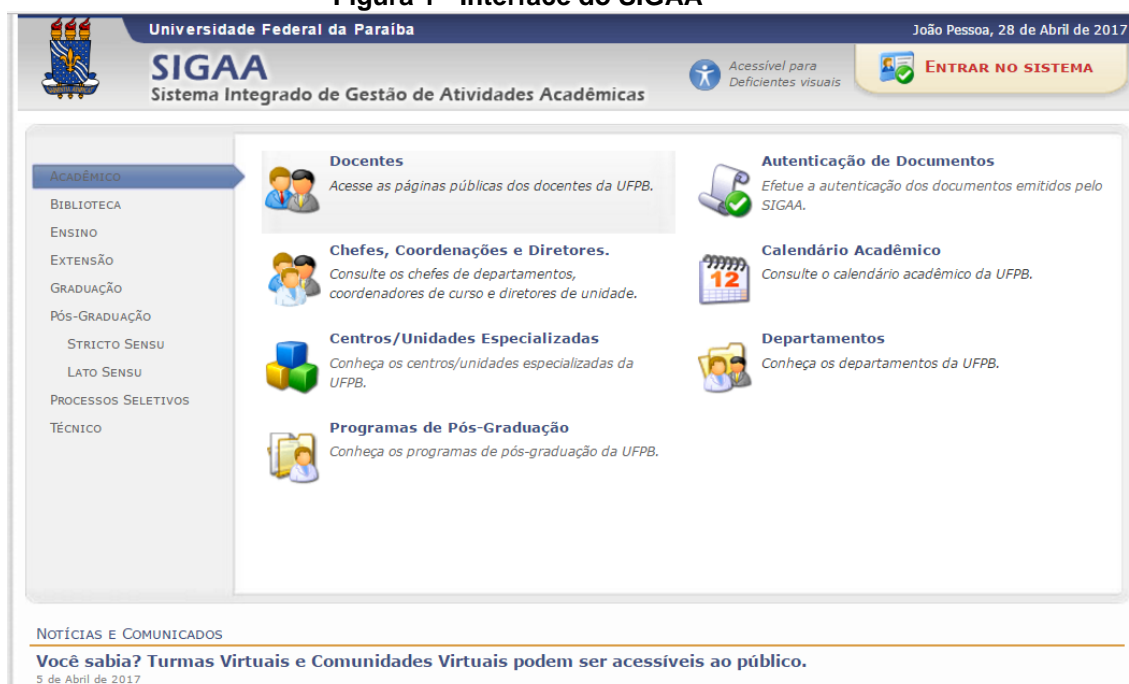 Figura 1 - Interface do SIGAA
Universidade Federal da Paraíba
João Pessoa, 28 de Abril de 2017
SIGAA
Sistema Integrado de Gestão de Atividades Acadêmicas
Acessível para
Deficientes visuais
ENTRAR NO SISTEMA
ACADÊMICO
BIBLIOTECA
ENSINO
EXTENSÃO
GRADUAÇÃO
PÓS-GRADUAÇÃO
STRICTO SENSU
LATO SENSU
PROCESSOS SELETIVOS
TÉCNICO
Docentes
Acesse as páginas públicas dos docentes da UFPB.
Autenticação de Documentos
Efetue a autenticação dos documentos emitidos pelo
SIGAA.
Chefes, Coordenações e Diretores.
Consulte os chefes de departamentos,
coordenadores de curso e diretores de unidade.
12
Calendário Acadêmico
Consulte o calendário acadêmico da UFPB.
Centros/Unidades Especializadas
Conheça os centros/unidades especializadas da
UFPB.
Departamentos
Conheça os departamentos da UFPB.
Programas de Pós-Graduação
Conheça os programas de pós-graduação da UFPB.
NOTÍCIAS E COMUNICADOS
Você sabia? Turmas Virtuais e Comunidades Virtuais podem ser acessíveis ao público.
5 de Abril de 2017